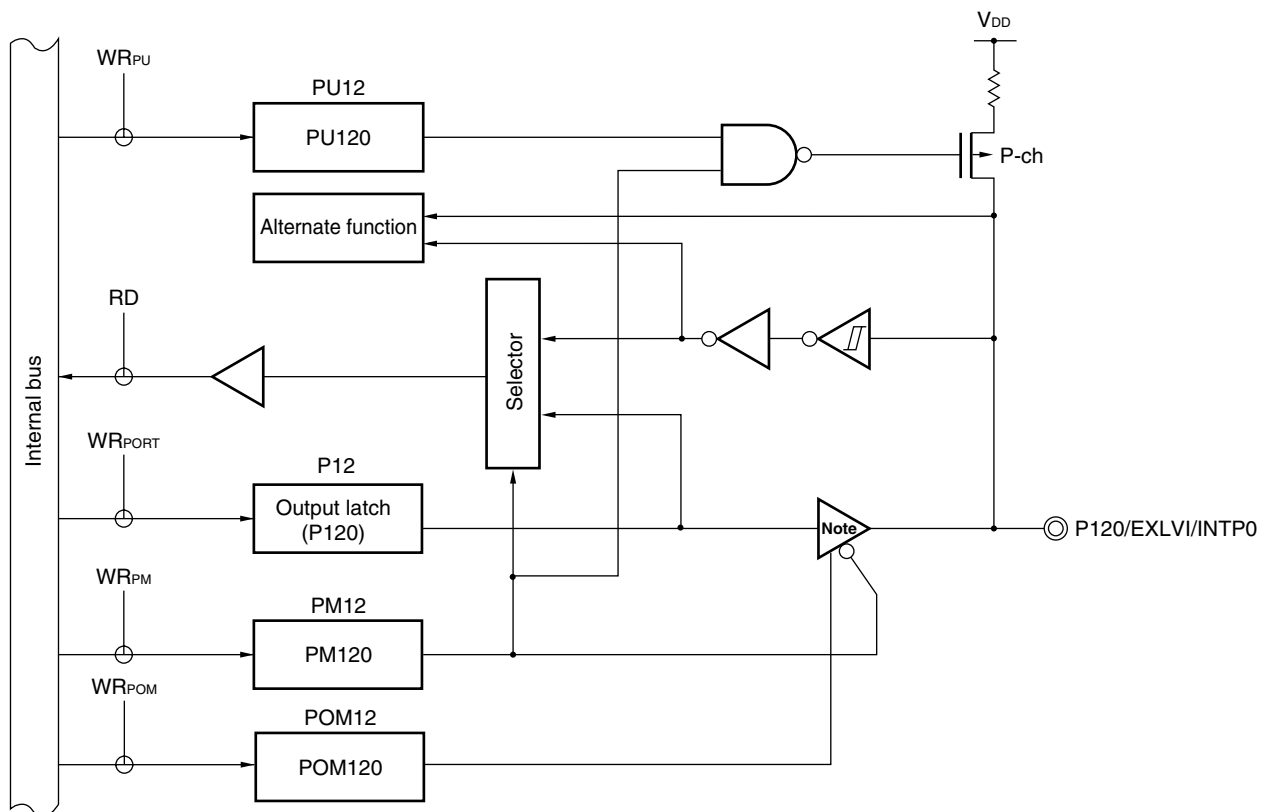 VDD
WRPU
PU12
PU120
P-ch
Alternate function
RD
Selector
Internal bus
WRPORT
P12
Output latch
(P120)
Note
P120/EXLVI/INTP0
WRPM
PM12
PM120
WRPOM
POM12
POM120